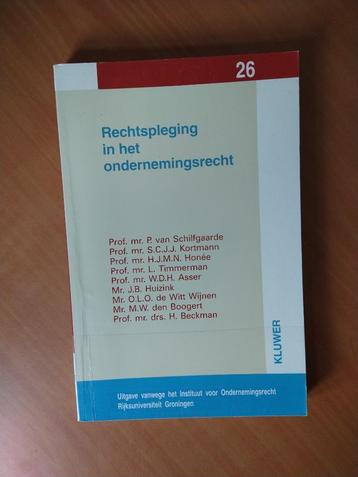 26
Rechtspleging
in het
ondernemingsrecht
Prof. mr. P. van Schilfgaarde
Prof. mr. S.C.J.J. Kortmann
Prof. mr. H.J.M.N. Honée
Prof. mr. L. Timmerman
Prof. mr. W.D.H. Asser
Mr. J.B. Huizink
Mr. O.L.O. de Witt Wijnen
Mr. M.W. den Boogert
Prof. mr. drs. H. Beckman
KLUWER
Uitgave vanwege het Instituut voor Ondernemingsrecht
Rijksuniversiteit Groningen